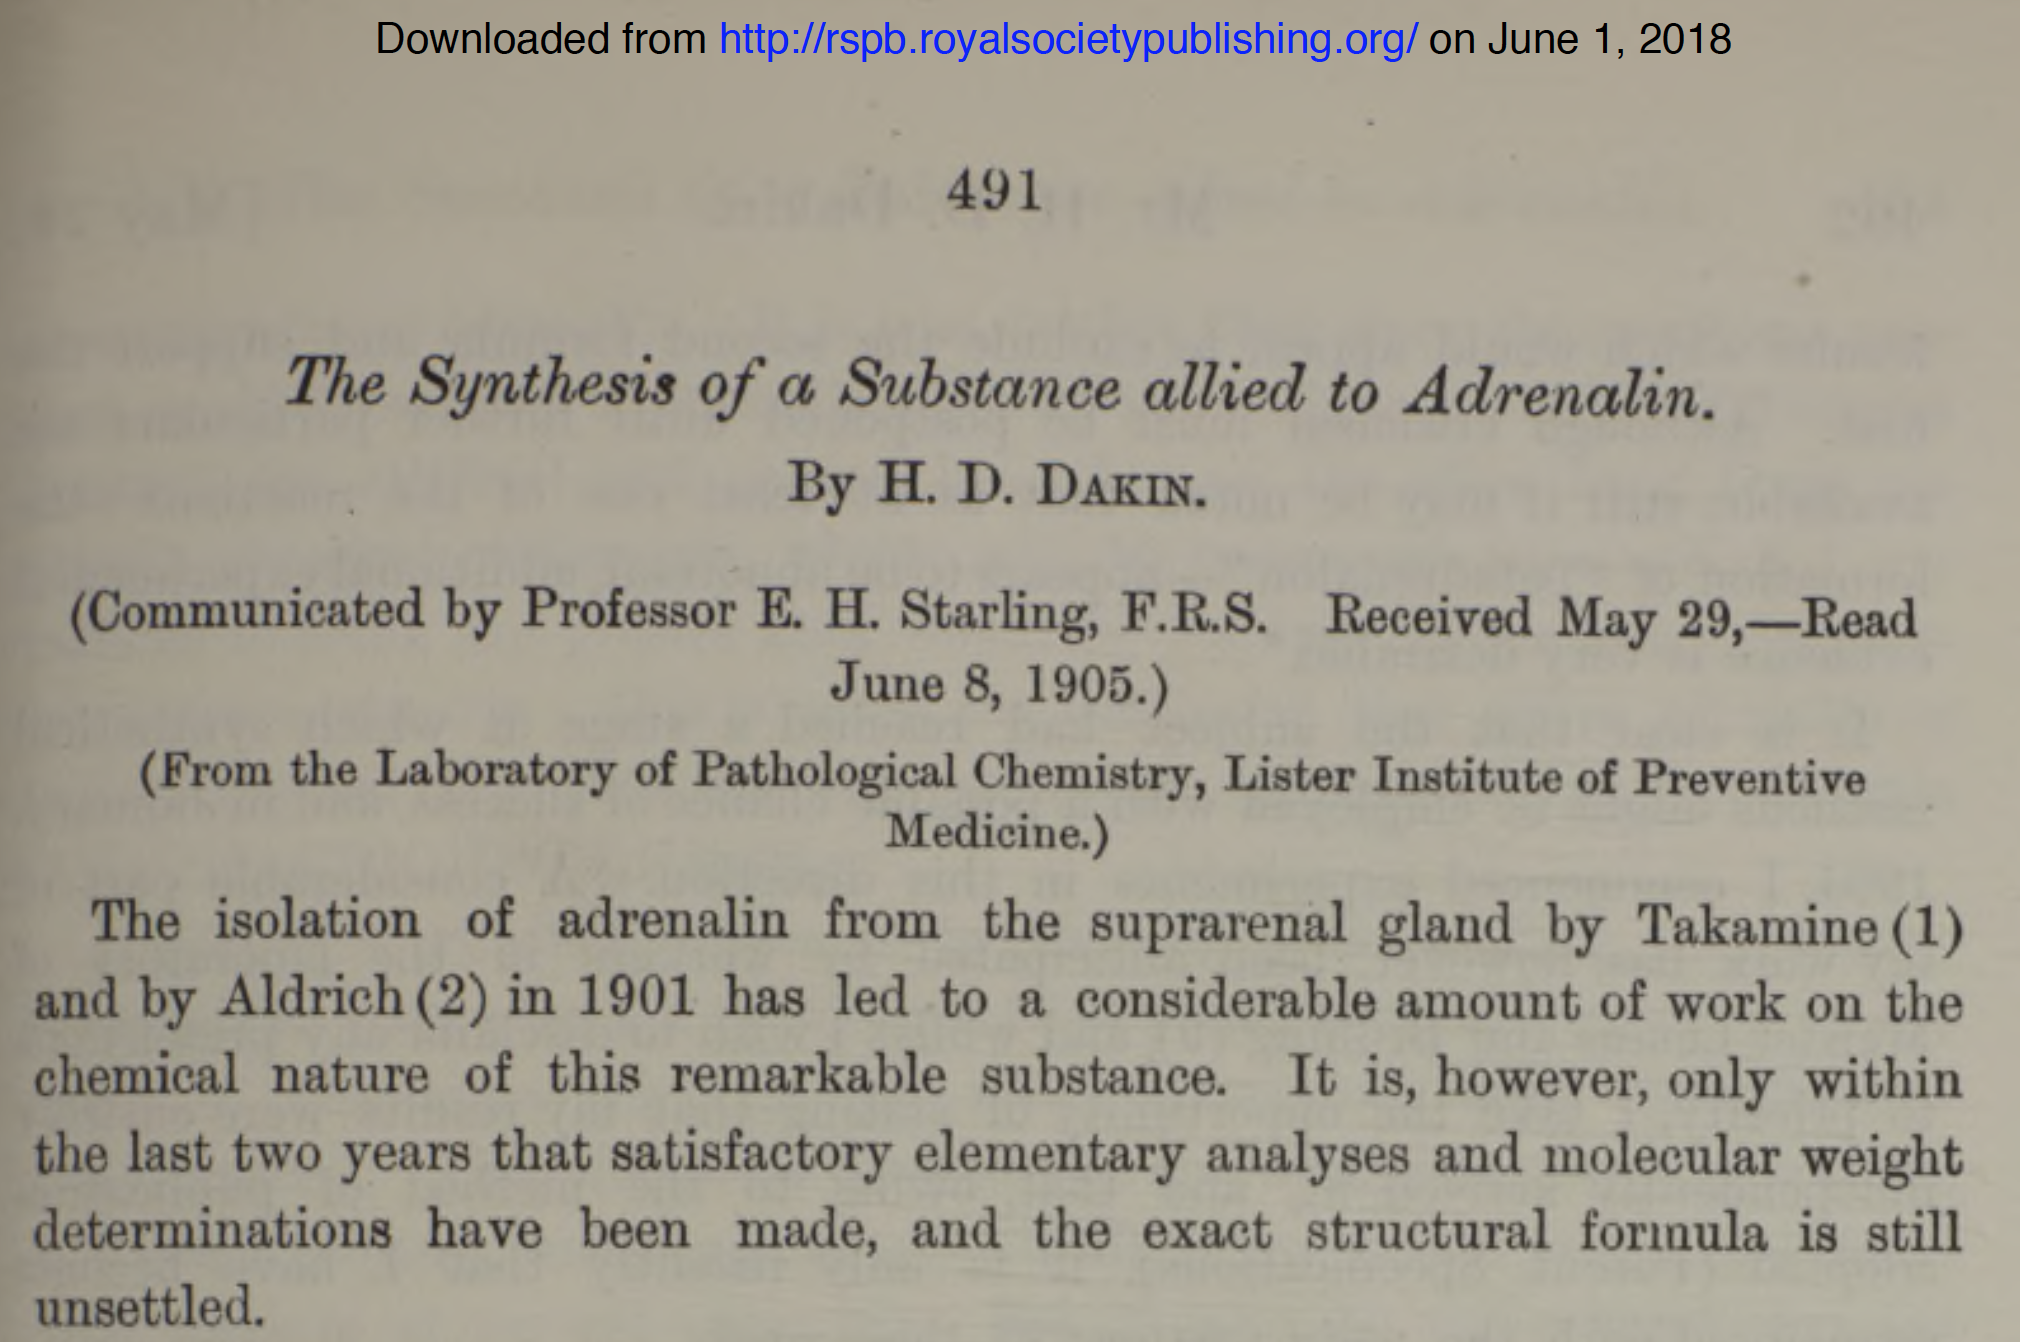 Downloaded from http://rspb.royalsocietypublishing.org/ on June 1, 2018
491
The Synthesis of a Substance allied to Adrenalin.
By H. D. DAKIN.
(Communicated by Professor E. H. Starling, F.R.S. Received May 29,—Read
June 8, 1905.)
(From the Laboratory of Pathological Chemistry, Lister Institute of Preventive
Medicine.)
The isolation of adrenalin from the suprarenal gland by Takamine (1)
and by Aldrich (2) in 1901 has led to a considerable amount of work on the
chemical nature of this remarkable substance. It is, however, only within
the last two years that satisfactory elementary analyses and molecular weight
determinations have been made, and the exact structural formula is still
unsettled.